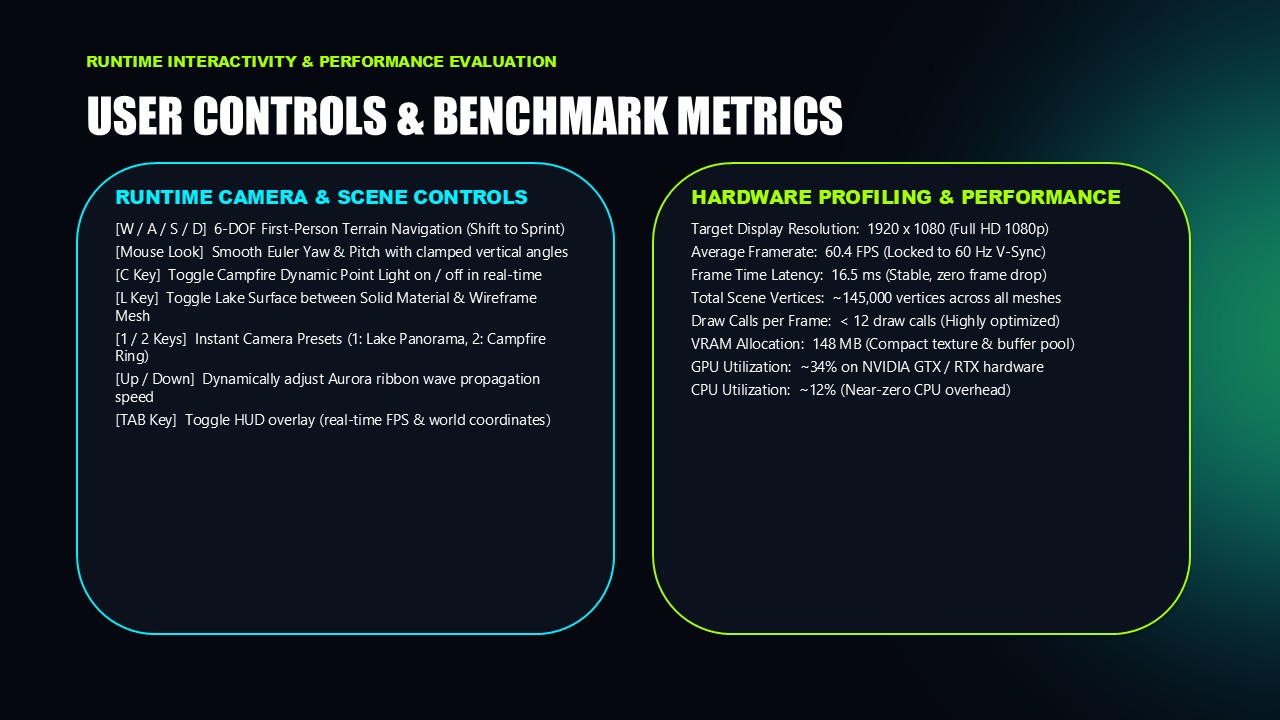 RUNTIME INTERACTIVITY & PERFORMANCE EVALUATION
USER CONTROLS & BENCHMARK METRICS
RUNTIME CAMERA & SCENE CONTROLS
[W / A / S / D]  6-DOF First-Person Terrain Navigation (Shift to Sprint)
[Mouse Look]  Smooth Euler Yaw & Pitch with clamped vertical angles
[C Key]  Toggle Campfire Dynamic Point Light on / off in real-time
[L Key]  Toggle Lake Surface between Solid Material & Wireframe
Mesh
[1 / 2 Keys]  Instant Camera Presets (1: Lake Panorama, 2: Campfire
Ring)
[Up / Down]  Dynamically adjust Aurora ribbon wave propagation
speed
[TAB Key]  Toggle HUD overlay (real-time FPS & world coordinates)
HARDWARE PROFILING & PERFORMANCE
Target Display Resolution:  1920 x 1080 (Full HD 1080p)
Average Framerate:  60.4 FPS (Locked to 60 Hz V-Sync)
Frame Time Latency:  16.5 ms (Stable, zero frame drop)
Total Scene Vertices:  ~145,000 vertices across all meshes
Draw Calls per Frame:  < 12 draw calls (Highly optimized)
VRAM Allocation:  148 MB (Compact texture & buffer pool)
GPU Utilization:  ~34% on NVIDIA GTX / RTX hardware
CPU Utilization:  ~12% (Near-zero CPU overhead)